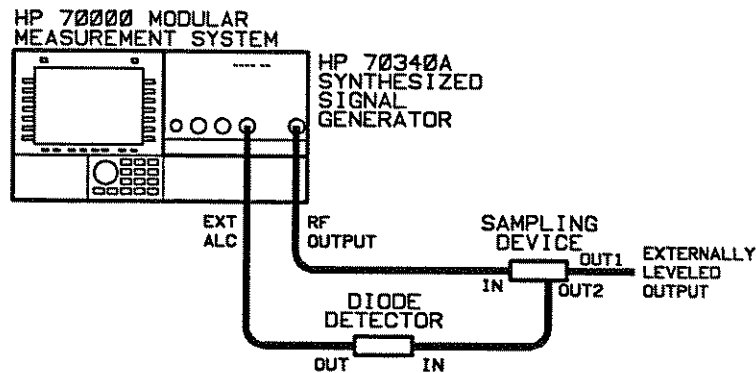 HP 70000 MODULAR
MEASUREMENT SYSTEM
HP 70340A
SYNTHESIZED
SIGNAL
GENERATOR
EXT
ALC
RF
OUTPUT
SAMPLING
DEVICE
OUT1
EXTERNALLY
LEVELED
OUTPUT
IN
OUT2
DIODE
DETECTOR
OUT
IN